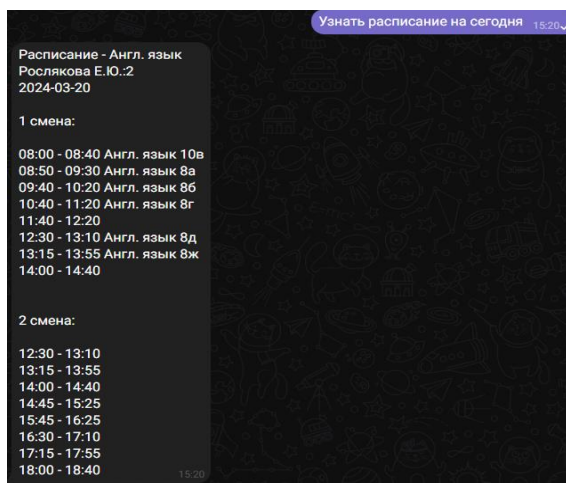 Узнать расписание на сегодня 15:20
Расписание - Англ. язык
Рослякова Е.Ю.:2
2024-03-20
1 смена:
08:00 - 08:40 Англ. язык 10в
08:50 - 09:30 Англ. язык 8а
09:40 - 10:20 Англ. язык 8б
10:40 - 11:20 Англ. язык 8г
11:40 - 12:20
12:30 - 13:10 Англ. язык 8д
13:15 - 13:55 Англ. язык 8ж
14:00 - 14:40
2 смена:
12:30 - 13:10
13:15 - 13:55
14:00 - 14:40
14:45 - 15:25
15:45 - 16:25
16:30 - 17:10
17:15 - 17:55
18:00 - 18:40 15:20